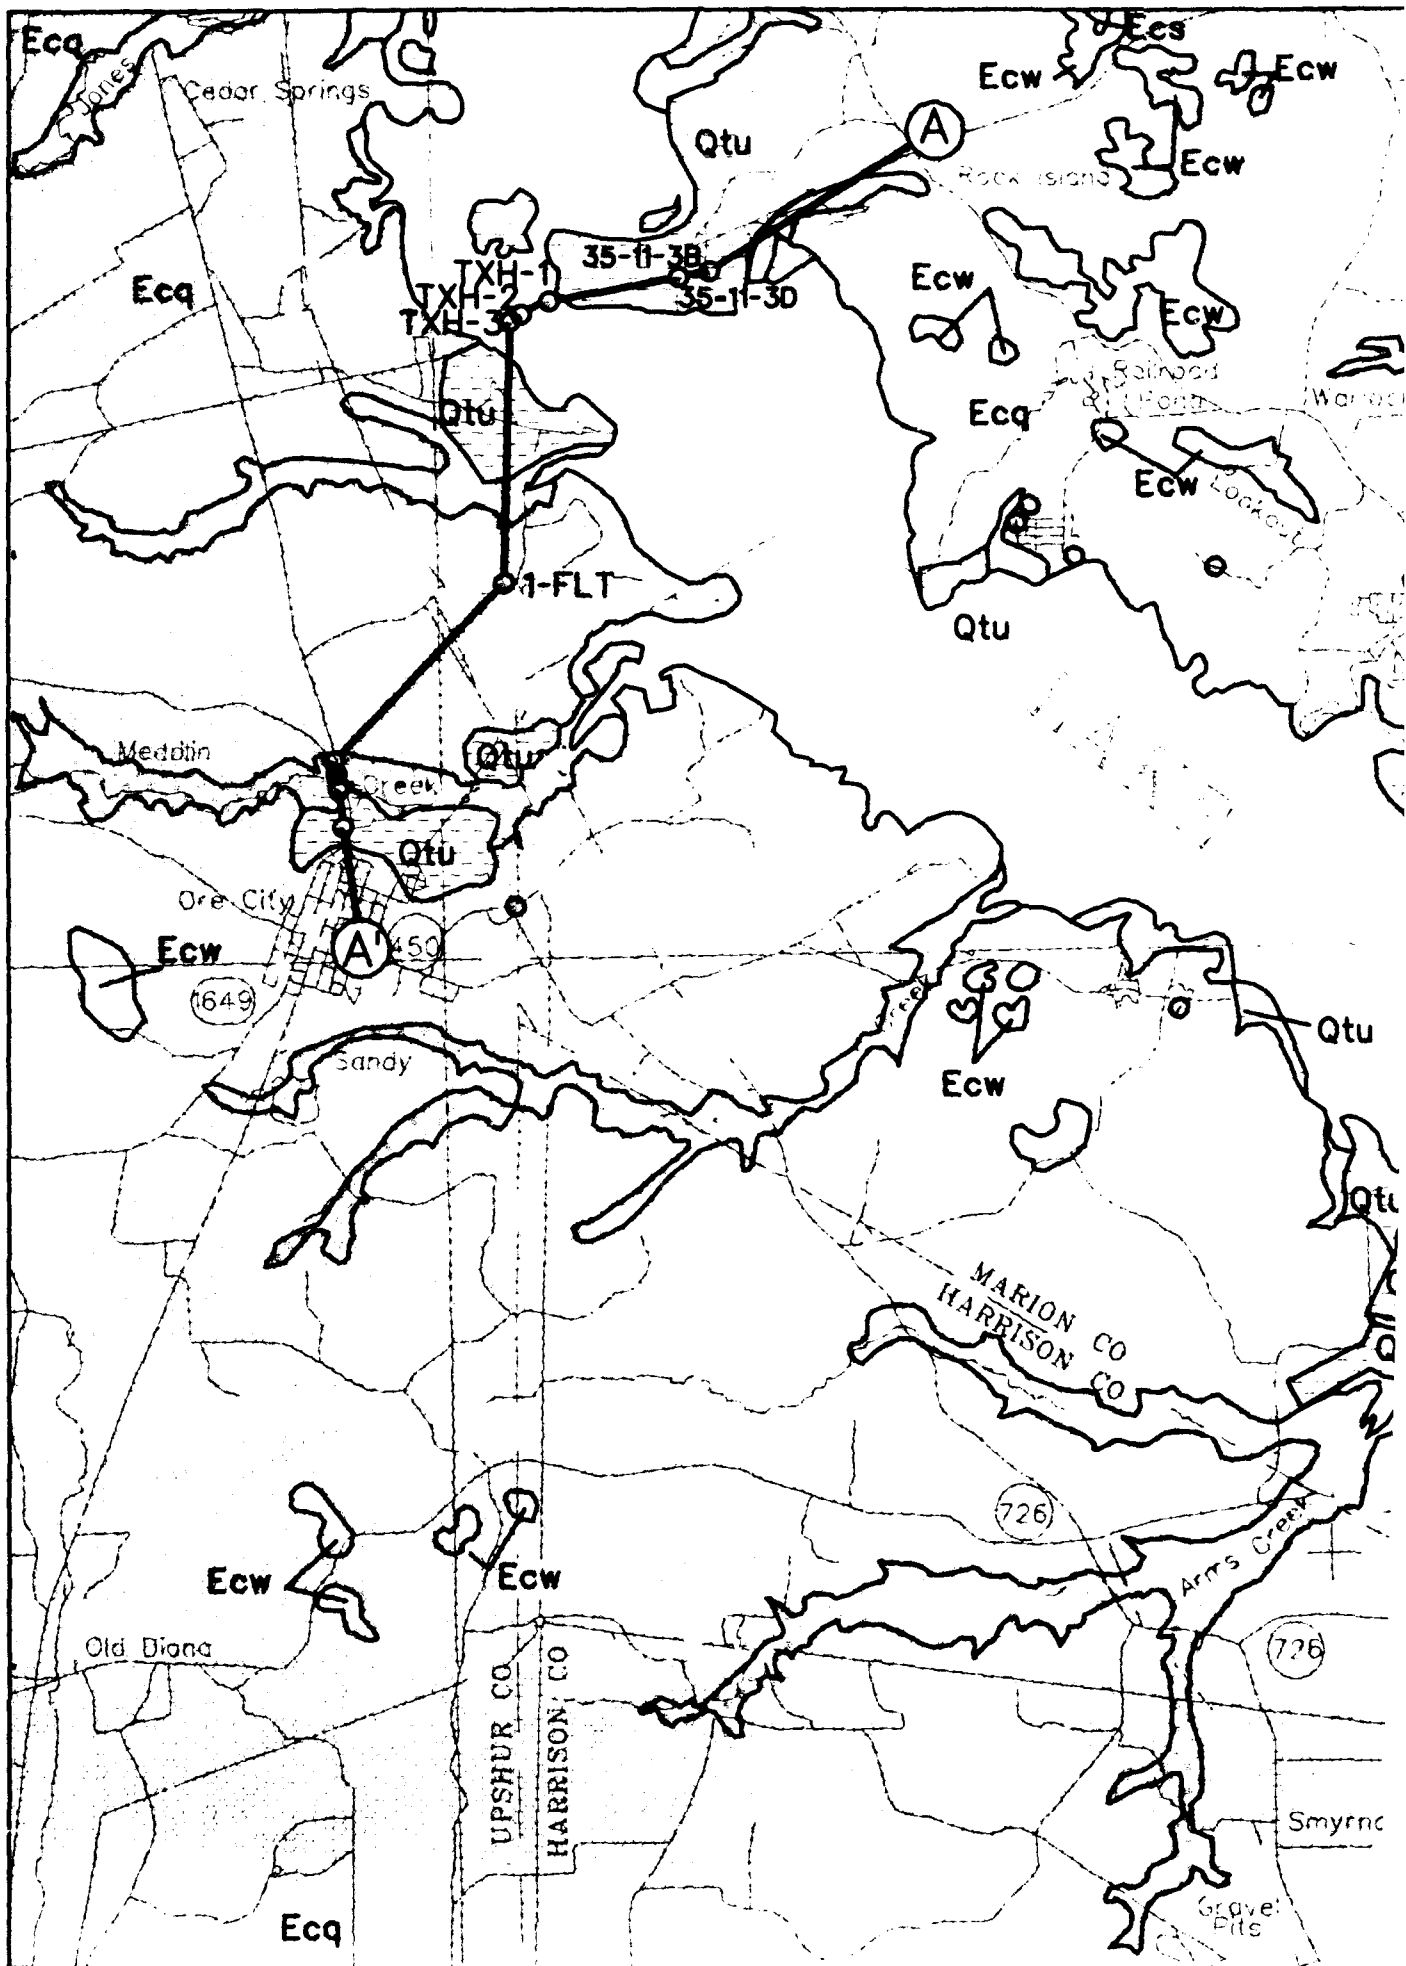 Ecq
Jones
Cedar Springs
Ecs
Ecw
Ecw
Qtu
A
Ecw
Rock Island
Ecq
TXH-1
35-11-3B
TXH-2
35-11-3D
TXH-3
Ecw
Ecw
Railroad
Qtu
Ecq
Ecw
Lookout
1-FLT
Qtu
Meddlin
Creek
Qtu
Qtu
Ore City
Ecw
A'
450
1649
Qtu
Sandy
Ecw
Qtu
MARION CO
HARRISON CO
726
Arms Creek
Ecw
Ecw
Old Diana
726
UPSHUR CO
HARRISON CO
Smyrna
Ecq
Gravel
Pits